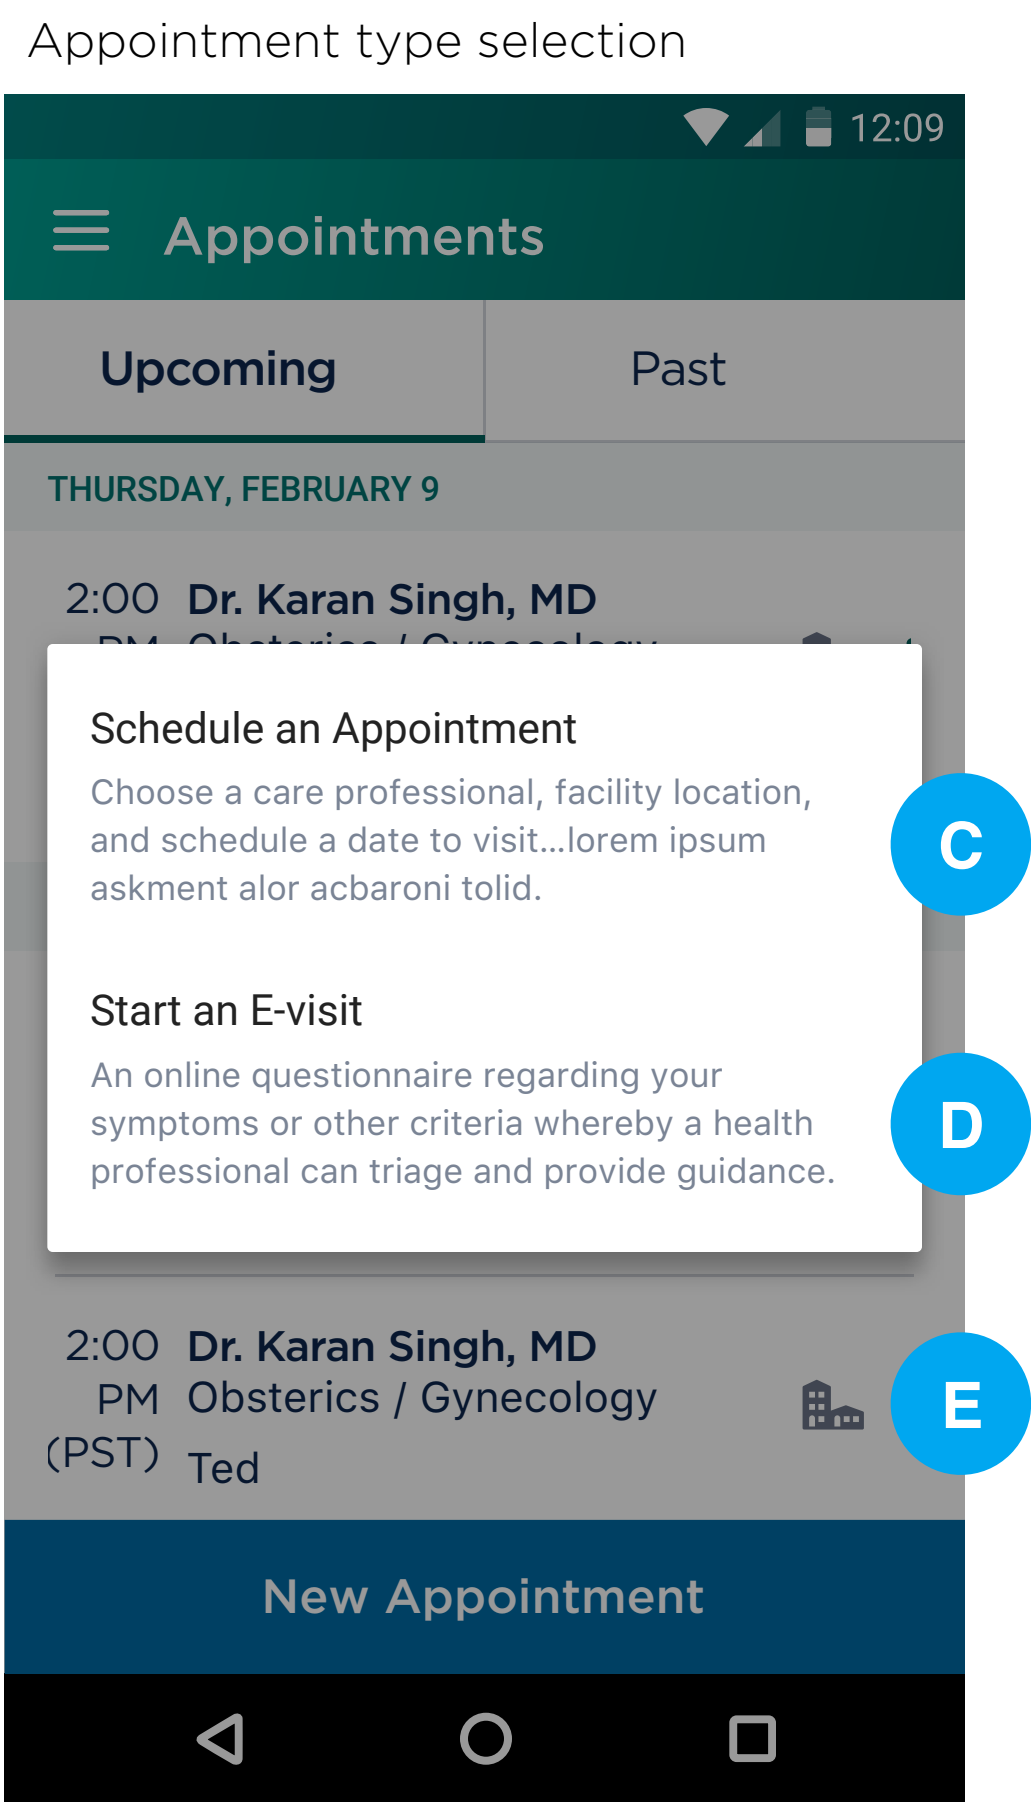 Appointment type selection
12:09
Appointments
Upcoming
Past
THURSDAY, FEBRUARY 9
2:00 Dr. Karan Singh, MD
PM Obsterics / Gynecology
Schedule an Appointment
Choose a care professional, facility location,
and schedule a date to visit...lorem ipsum
askment alor acbaroni tolid.
C
Start an E-visit
An online questionnaire regarding your
symptoms or other criteria whereby a health
professional can triage and provide guidance.
D
2:00 Dr. Karan Singh, MD
PM Obsterics / Gynecology
(PST) Ted
E
New Appointment